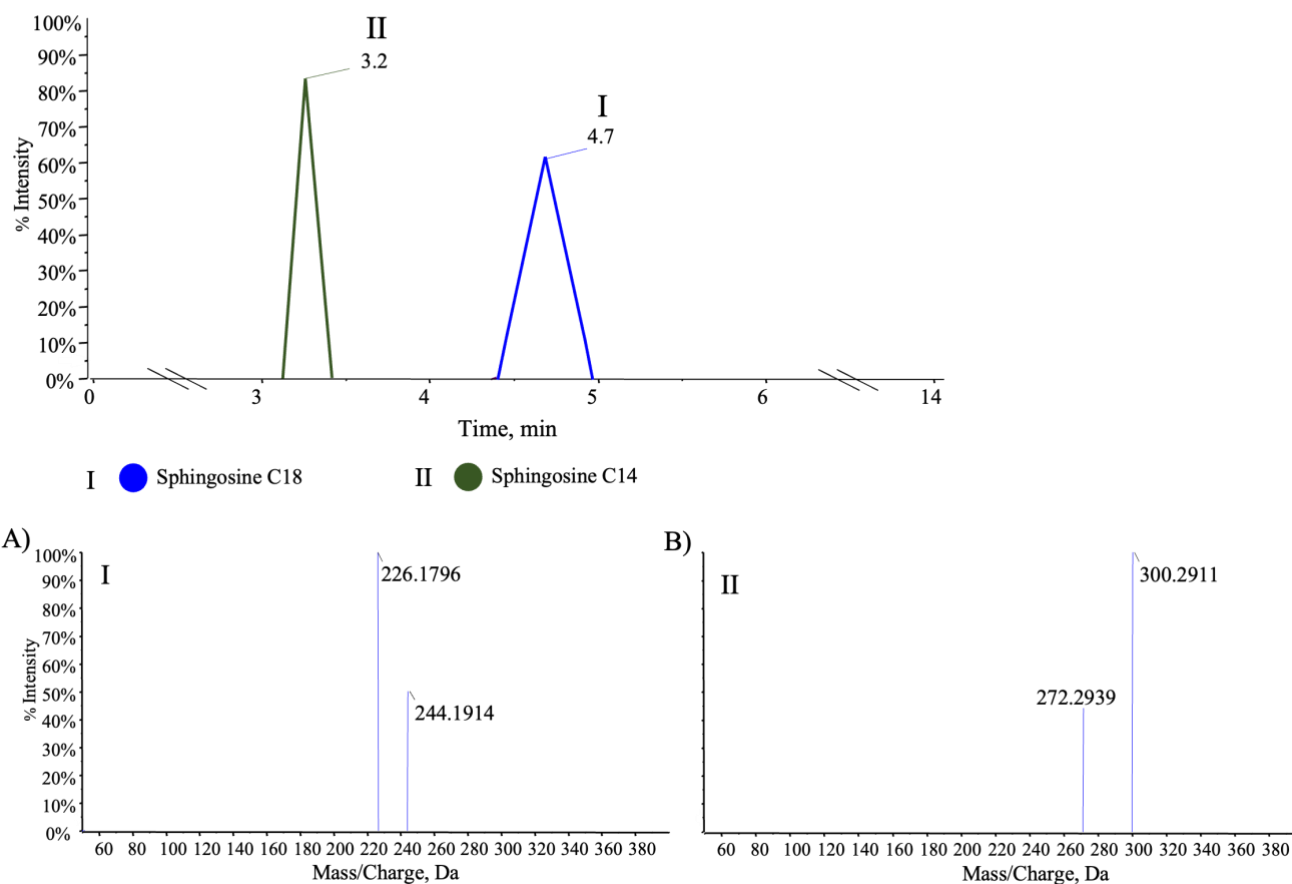 100%
II
90%
3.2
80%
I
70%
4.7
60%
50%
40%
30%
20%
10%
0%
% Intensity
0 3 4 5 6 14
Time, min
I Sphingosine C18 II Sphingosine C14
A)
100%
I
226.1796
90%
80%
70%
60%
50%
244.1914
40%
30%
20%
10%
0%
% Intensity
60 80 100 120 140 160 180 200 220 240 260 280 300 320 340 360 380
Mass/Charge, Da
B)
II
300.2911
272.2939
60 80 100 120 140 160 180 200 220 240 260 280 300 320 340 360 380
Mass/Charge, Da